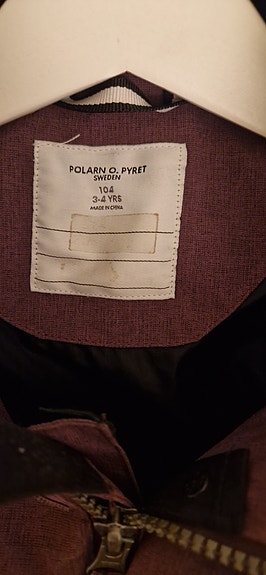 POLARN O. PYRET
SWEDEN
104
3-4 YRS
MADE IN CHINA